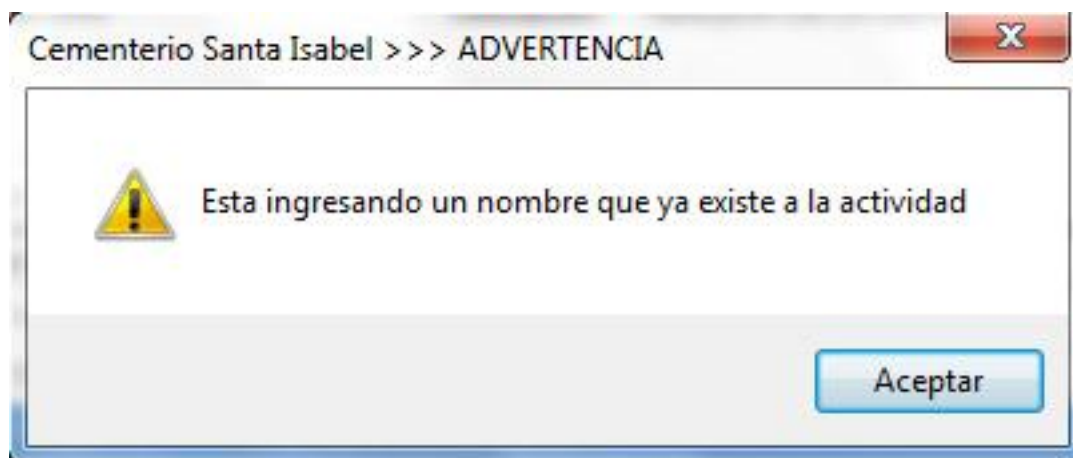 Cementerio Santa Isabel >>> ADVERTENCIA
Esta ingresando un nombre que ya existe a la actividad
Aceptar